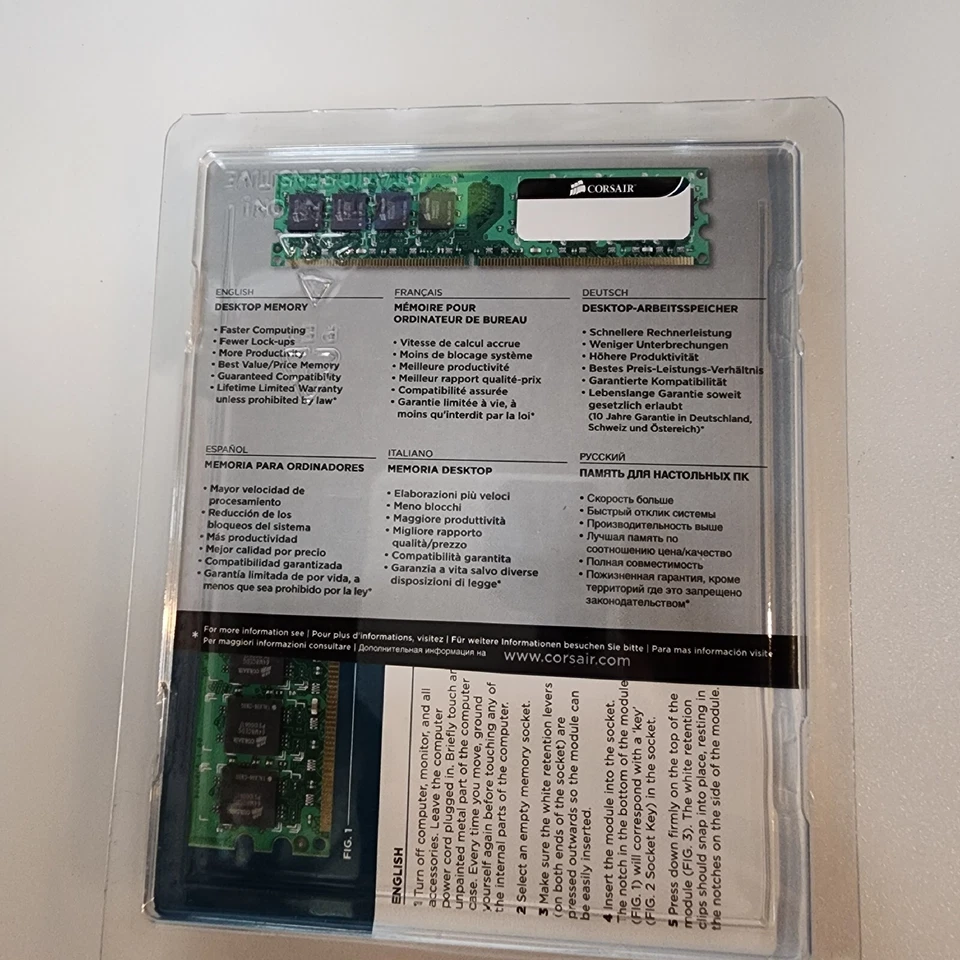 CORSAIR
ENGLISH
DESKTOP MEMORY
• Faster Computing
• Fewer Lock-ups
• More Productivity
• Best Value/Price Memory
• Guaranteed Compatibility
• Lifetime Limited Warranty
unless prohibited by law*
FRANÇAIS
MÉMOIRE POUR
ORDINATEUR DE BUREAU
• Vitesse de calcul accrue
• Moins de blocage système
• Meilleure productivité
• Meilleur rapport qualité-prix
• Compatibilité assurée
• Garantie limitée à vie, à
moins qu'interdit par la loi*
DEUTSCH
DESKTOP-ARBEITSSPEICHER
• Schnellere Rechnerleistung
• Weniger Unterbrechungen
• Höhere Produktivität
• Bestes Preis-Leistungs-Verhältnis
• Garantierte Kompatibilität
• Lebenslange Garantie soweit
gesetzlich erlaubt
(10 Jahre Garantie in Deutschland,
Schweiz und Östereich)*
ESPAÑOL
MEMORIA PARA ORDINADORES
• Mayor velocidad de
procesamiento
• Reducción de los
bloqueos del sistema
• Más productividad
• Mejor calidad por precio
• Compatibilidad garantizada
• Garantía limitada de por vida, a
menos que sea prohibido por la ley*
ITALIANO
MEMORIA DESKTOP
• Elaborazioni più veloci
• Meno blocchi
• Maggiore produttività
• Migliore rapporto
qualità/prezzo
• Compatibilità garantita
• Garanzia a vita salvo diverse
disposizioni di legge*
РУССКИЙ
ПАМЯТЬ ДЛЯ НАСТОЛЬНЫХ ПК
• Скорость больше
• Быстрый отклик системы
• Производительность выше
• Лучшая память по
соотношению цена/качество
• Полная совместимость
• Пожизненная гарантия, кроме
территорий где это запрещено
законодательством*
* For more information see | Pour plus d'informations, visitez | Für weitere Informationen besuchen Sie bitte | Para mas información visite
Per maggiori informazioni consultare | Дополнительная информация на www.corsair.com
FIG. 1
ENGLISH
1 Turn off computer, monitor, and all
accessories. Leave the computer
power cord plugged in. Briefly touch an
unpainted metal part of the computer
case. Every time you move, ground
yourself again before touching any of
the internal parts of the computer.
2 Select an empty memory socket.
3 Make sure the white retention levers
(on both ends of the socket) are
pressed outwards so the module can
be easily inserted.
4 Insert the module into the socket.
The notch in the bottom of the module
(FIG. 1) will correspond with a 'key'
(FIG. 2 Socket Key) in the socket.
5 Press down firmly on the top of the
module (FIG. 3). The white retention
clips should snap into place, resting in
the notches on the side of the module.